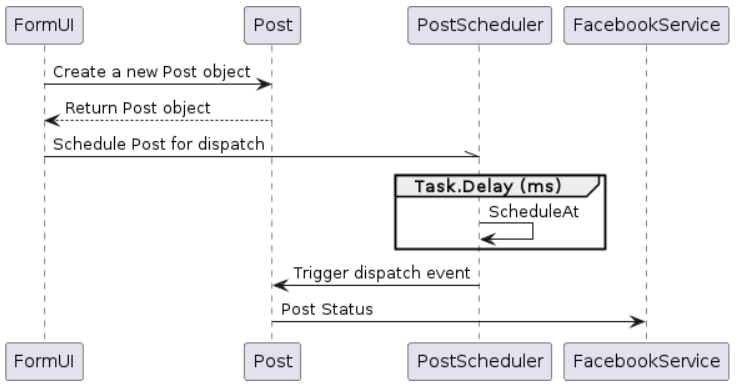 FormUI Post PostScheduler FacebookService
Create a new Post object
Return Post object
Schedule Post for dispatch
Task.Delay (ms)
ScheduleAt
Trigger dispatch event
Post Status
FormUI Post PostScheduler FacebookService